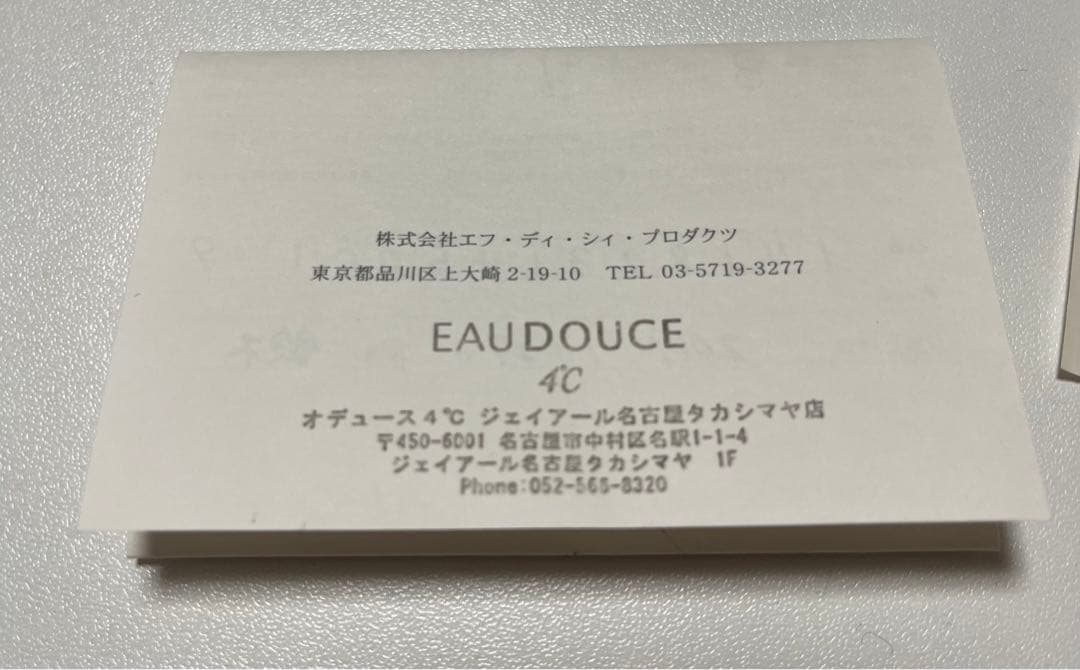 株式会社エフ・ディ・シィ・プロダクツ
東京都品川区上大崎2-19-10 TEL 03-5719-3277
EAUDOUCE
4℃
オデュース4℃ ジェイアール名古屋タカシマヤ店
〒450-6001 名古屋市中村区名駅1-1-4
ジェイアール名古屋タカシマヤ 1F
Phone:052-566-8320